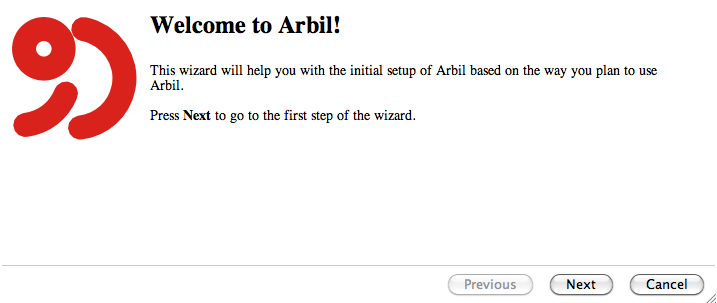 Welcome to Arbil!
This wizard will help you with the initial setup of Arbil based on the way you plan to use
Arbil.
Press Next to go to the first step of the wizard.
Previous Next Cancel